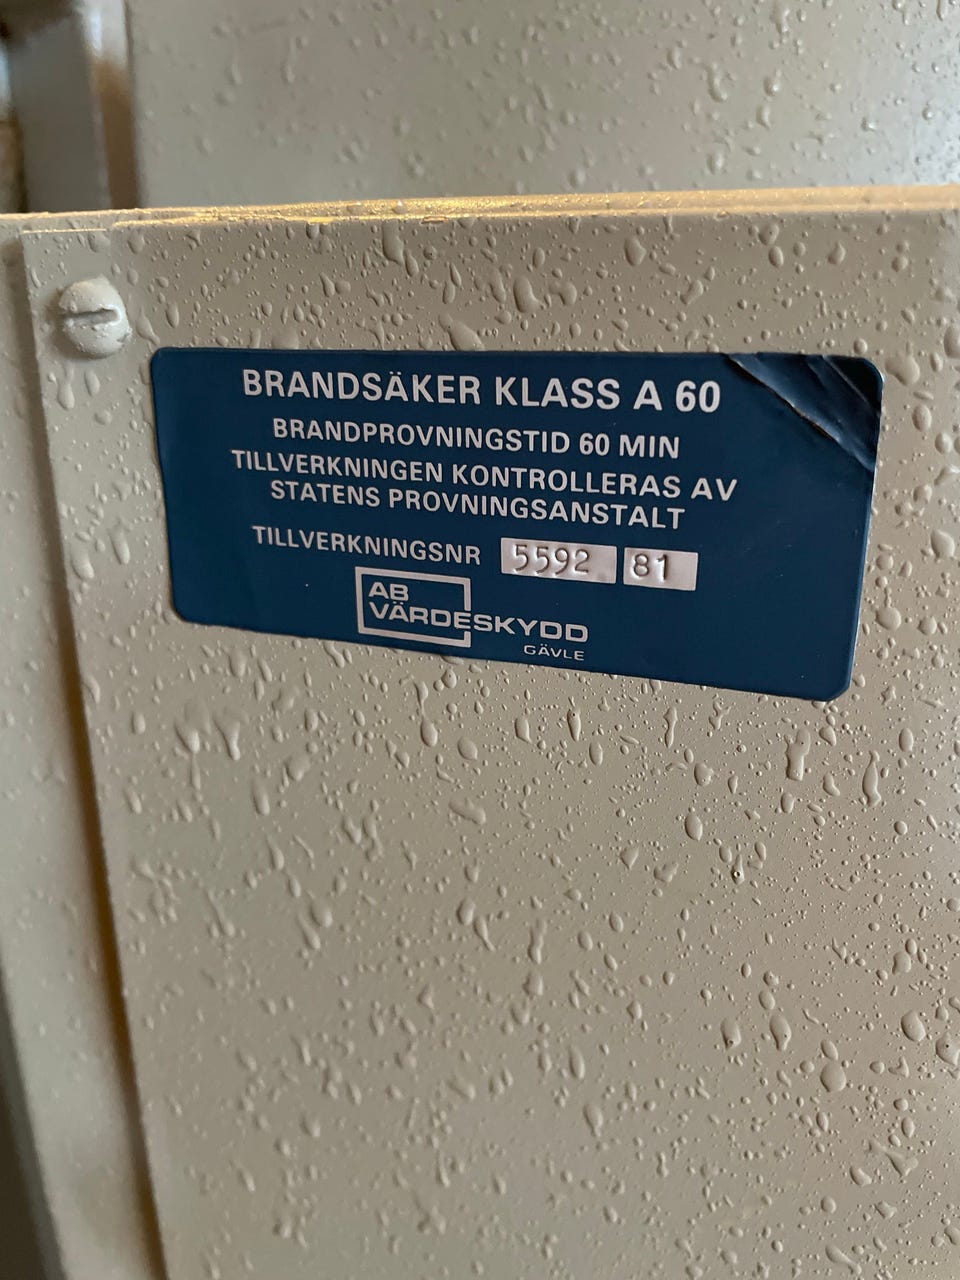 BRANDSÄKER KLASS A 60
BRANDPROVNINGSTID 60 MIN
TILLVERKNINGEN KONTROLLERAS AV
STATENS PROVNINGSANSTALT
TILLVERKNINGSNR 5592 81
AB
VÄRDESKYDD
GÄVLE